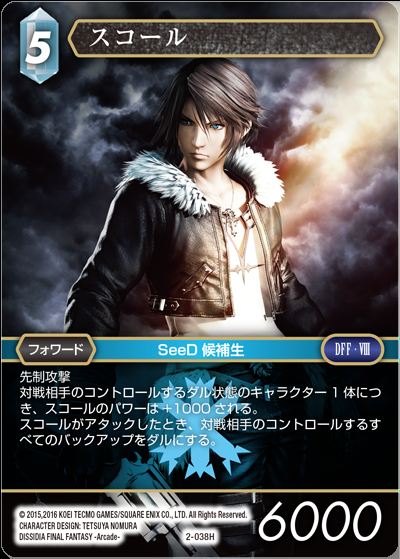 5
スコール
フォワード
SeeD 候補生
DFF・VIII
先制攻撃
対戦相手のコントロールするダル状態のキャラクター 1 体につ
き、スコールのパワーは +1000 される。
スコールがアタックしたとき、対戦相手のコントロールするす
べてのバックアップをダルにする。
© 2015,2016 KOEI TECMO GAMES/SQUARE ENIX CO., LTD. All Rights Reserved.
CHARACTER DESIGN: TETSUYA NOMURA
DISSIDIA FINAL FANTASY -Arcade-
2-038H
6000